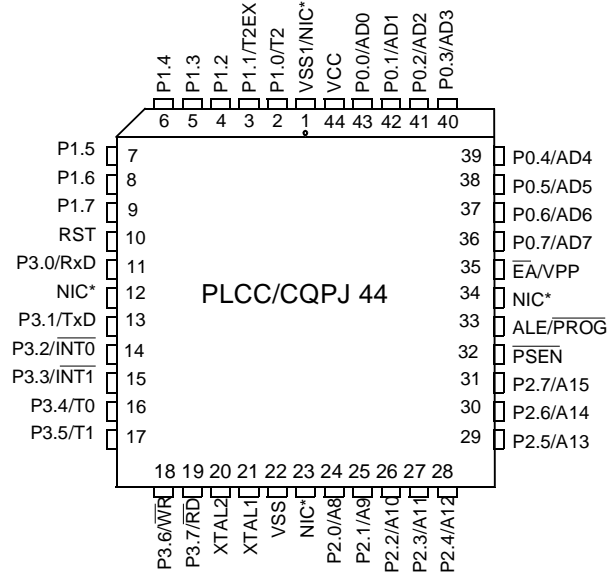 P1.4
P1.3
P1.2
P1.1/T2EX
P1.0/T2
VSS1/NIC*
VCC
P0.0/AD0
P0.1/AD1
P0.2/AD2
P0.3/AD3
6 5 4 3 2 1 44 43 42 41 40
P1.5 7
P1.6 8
P1.7 9
RST 10
P3.0/RxD 11
NIC* 12
P3.1/TxD 13
P3.2/INT0 14
P3.3/INT1 15
P3.4/T0 16
P3.5/T1 17
PLCC/CQPJ 44
39 P0.4/AD4
38 P0.5/AD5
37 P0.6/AD6
36 P0.7/AD7
35 EA/VPP
34 NIC*
33 ALE/PROG
32 PSEN
31 P2.7/A15
30 P2.6/A14
29 P2.5/A13
18 19 20 21 22 23 24 25 26 27 28
P3.6/WR
P3.7/RD
XTAL2
XTAL1
VSS
NIC*
P2.0/A8
P2.1/A9
P2.2/A10
P2.3/A11
P2.4/A12